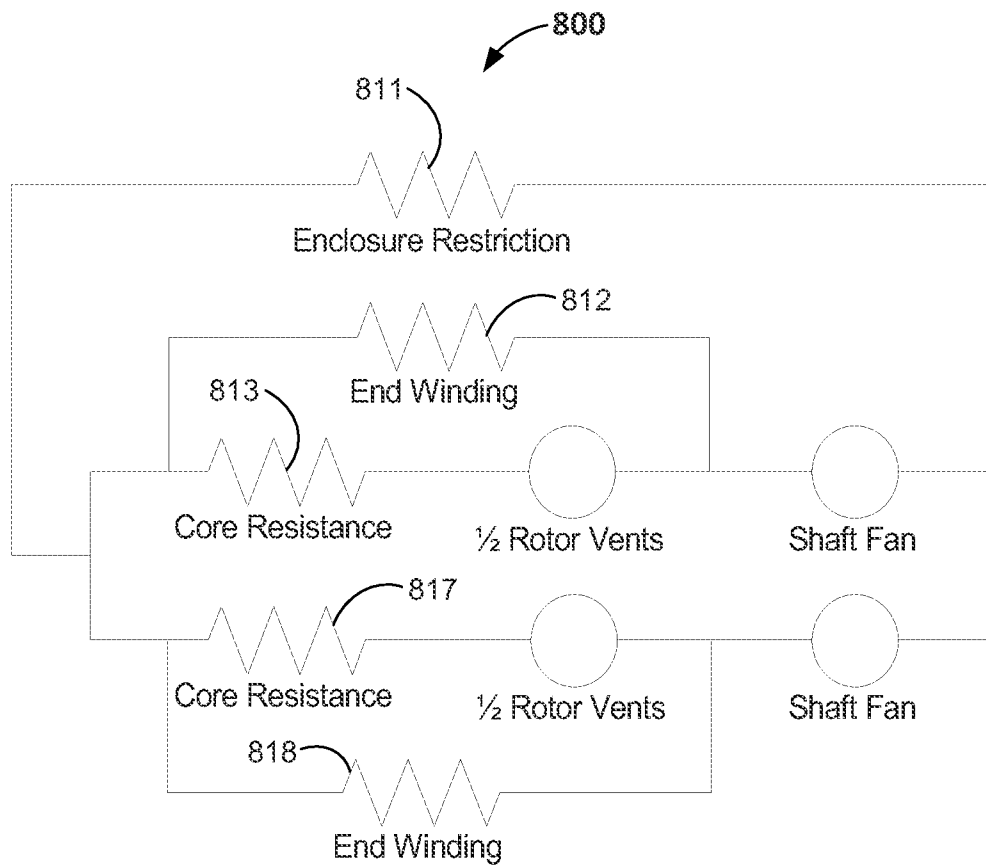 800
811
Enclosure Restriction
812
End Winding
813
Core Resistance
½ Rotor Vents
Shaft Fan
817
Core Resistance
½ Rotor Vents
Shaft Fan
818
End Winding